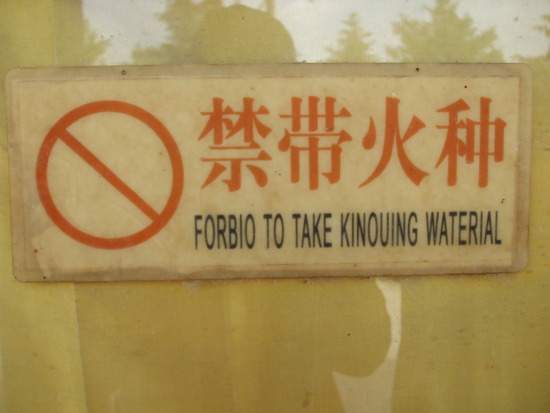 禁带火种
FORBIO TO TAKE KINOUING WATERIAL